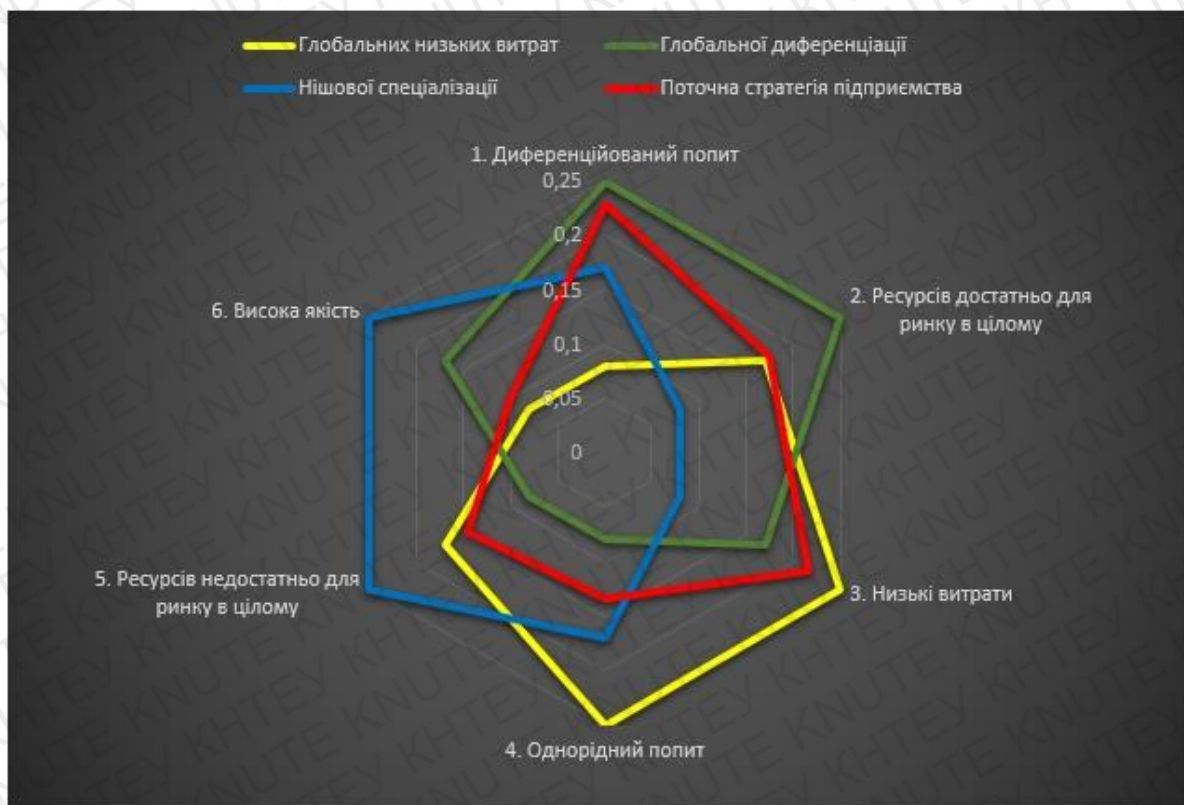 Глобальних низьких витрат
Глобальної диференціації
Нішової спеціалізації
Поточна стратегія підприємства
1. Диференційований попит
0,25
0,2
0,15
0,1
0,05
0
2. Ресурсів достатньо для
ринку в цілому
3. Низькі витрати
4. Однорідний попит
5. Ресурсів недостатньо для
ринку в цілому
6. Висока якість